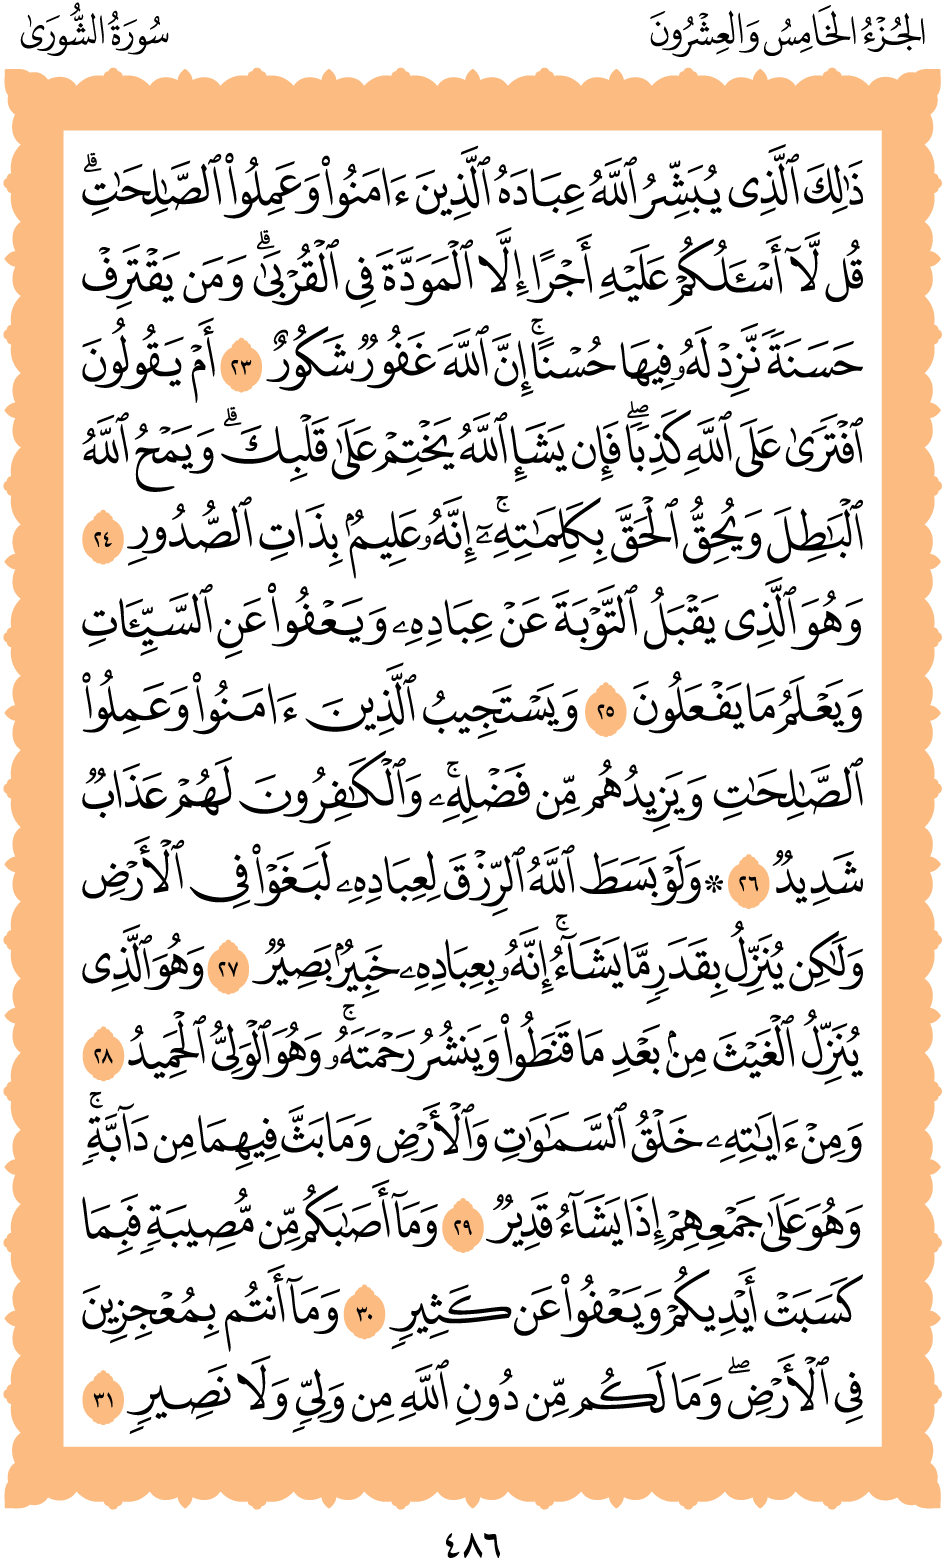 الجُزْءُ الخَامِسُ وَالعِشْرُونَ
سُورَةُ الشُّورَىٰ
ذَٰلِكَ ٱلَّذِي يُبَشِّرُ ٱللَّهُ عِبَادَهُ ٱلَّذِينَ ءَامَنُوا۟ وَعَمِلُوا۟ ٱلصَّٰلِحَٰتِۗ
قُل لَّآ أَسْـَٔلُكُمْ عَلَيْهِ أَجْرًا إِلَّا ٱلْمَوَدَّةَ فِي ٱلْقُرْبَىٰۗ وَمَن يَقْتَرِفْ
حَسَنَةً نَّزِدْ لَهُۥ فِيهَا حُسْنًاۚ إِنَّ ٱللَّهَ غَفُورٌ شَكُورٌ ٢٣ أَمْ يَقُولُونَ
ٱفْتَرَىٰ عَلَى ٱللَّهِ كَذِبًاۖ فَإِن يَشَإِ ٱللَّهُ يَخْتِمْ عَلَىٰ قَلْبِكَۗ وَيَمْحُ ٱللَّهُ
ٱلْبَٰطِلَ وَيُحِقُّ ٱلْحَقَّ بِكَلِمَٰتِهِۦٓۚ إِنَّهُۥ عَلِيمٌۢ بِذَاتِ ٱلصُّدُورِ ٢٤
وَهُوَ ٱلَّذِي يَقْبَلُ ٱلتَّوْبَةَ عَنْ عِبَادِهِۦ وَيَعْفُوا۟ عَنِ ٱلسَّيِّـَٔاتِ
وَيَعْلَمُ مَا يَفْعَلُونَ ٢٥ وَيَسْتَجِيبُ ٱلَّذِينَ ءَامَنُوا۟ وَعَمِلُوا۟
ٱلصَّٰلِحَٰتِ وَيَزِيدُهُم مِّن فَضْلِهِۦۚ وَٱلْكَٰفِرُونَ لَهُمْ عَذَابٌ
شَدِيدٌ ٢٦ ۞ وَلَوْ بَسَطَ ٱللَّهُ ٱلرِّزْقَ لِعِبَادِهِۦ لَبَغَوْا۟ فِي ٱلْأَرْضِ
وَلَٰكِن يُنَزِّلُ بِقَدَرٍ مَّا يَشَآءُۚ إِنَّهُۥ بِعِبَادِهِۦ خَبِيرٌۢ بَصِيرٌ ٢٧ وَهُوَ ٱلَّذِي
يُنَزِّلُ ٱلْغَيْثَ مِنۢ بَعْدِ مَا قَنَطُوا۟ وَيَنشُرُ رَحْمَتَهُۥۚ وَهُوَ ٱلْوَلِيُّ ٱلْحَمِيدُ ٢٨
وَمِنْ ءَايَٰتِهِۦ خَلْقُ ٱلسَّمَٰوَٰتِ وَٱلْأَرْضِ وَمَا بَثَّ فِيهِمَا مِن دَآبَّةٍۚ
وَهُوَ عَلَىٰ جَمْعِهِمْ إِذَا يَشَآءُ قَدِيرٌ ٢٩ وَمَآ أَصَٰبَكُم مِّن مُّصِيبَةٍ فَبِمَا
كَسَبَتْ أَيْدِيكُمْ وَيَعْفُوا۟ عَن كَثِيرٍ ٣٠ وَمَآ أَنتُم بِمُعْجِزِينَ
فِي ٱلْأَرْضِۖ وَمَا لَكُم مِّن دُونِ ٱللَّهِ مِن وَلِيٍّ وَلَا نَصِيرٍ ٣١
٤٨٦